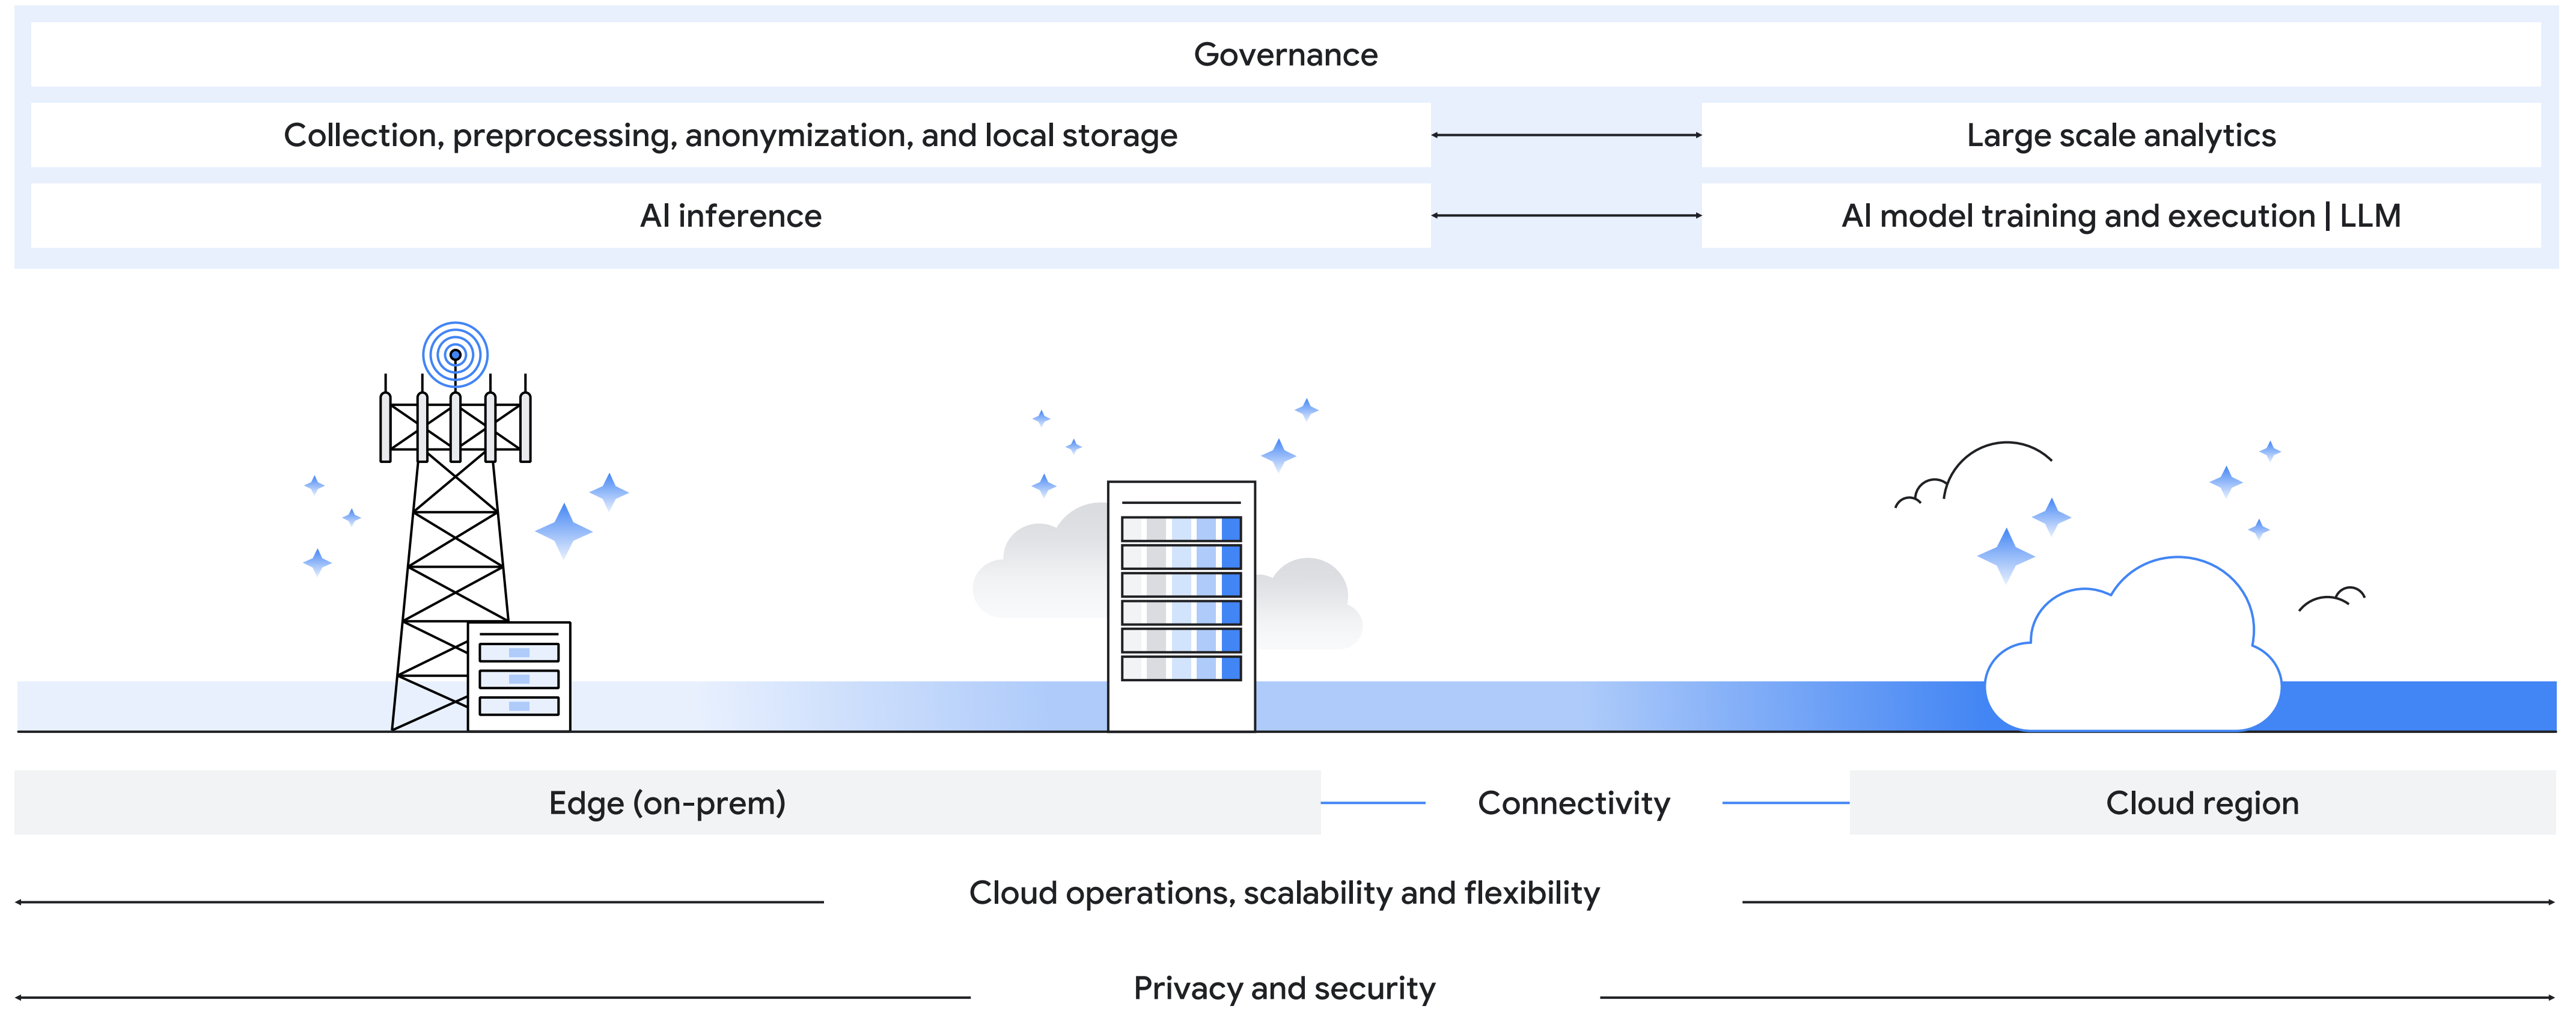 Governance
Collection, preprocessing, anonymization, and local storage
Large scale analytics
AI inference
AI model training and execution | LLM
Edge (on-prem)
Connectivity
Cloud region
Cloud operations, scalability and flexibility
Privacy and security